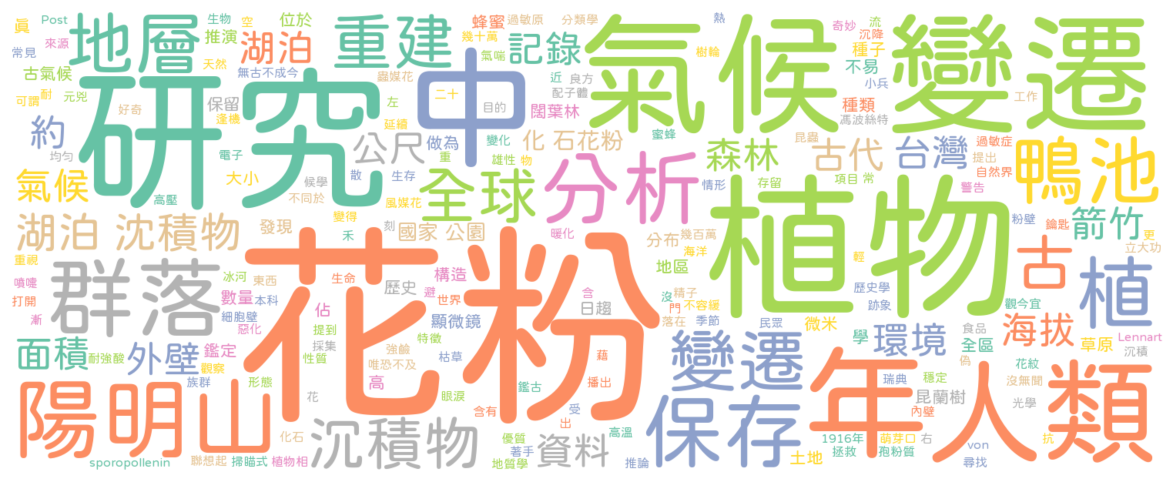 花粉
植物
研究
氣候 變遷
中
年
人類
陽明山
群落
分析
地層
重建
鴨池
變遷
保存
植
古
全球
沉積物
湖泊 沈積物
湖泊
記錄
森林
古代
台灣
環境
海拔
箭竹
外壁
面積
氣候
約
公尺
化 石花粉
資料
推演
位於
蜂蜜
過敏原
分類學
熱
奇妙
流
沉降
眞
Post
生物
空
幾十萬
常見
來源
天然
無古不成今
蟲媒花
氣喘
樹輪
種子
不易
小兵
古氣候
可謂
耐
元兇
好奇
保留
逢機
二十
目的
近
良方
配子體
闊葉林
種類
工作
馮波絲特
左
延續
均勻
電子
做為
變化
雄性
物
蜜蜂
昆蟲
過敏症
提出
自然界
大小
候學
重
散
生存
情形
存留
項目
常
警告
高壓
不同於
風媒花
粉壁
鑰匙
更
立大功
發現
變得
禾
刻
國家 公園
暖化
分布
幾百萬
海洋
輕
重視
噴嚏
打開
漸
冰河
東西
生命
數量
本科
細胞壁
惡化
歷史
避
構造
世界
佔
提到
含
日趨
地區
沒
門
精子
不容緩
歷史學
跡象
觀今宜
Lennart
顯微鏡
落在
季節
民眾
微米
學
食品
偽
全區
草原
沉積
耐強酸
鑑定
觀察
採集
性質
強鹼
唯恐不及
特徵
枯草
藉
族群
形態
高
鑑古
播出
瑞典
穩定
昆蘭樹
沒無聞
花紋
光學
花
眼淚
含有
受
出
內壁
化石
優質
高溫
著手
地質學
推論
土地
1916年
拯救
萌芽口
孢粉質
右
von
尋找
抗
sporopollenin
聯想起
掃瞄式
植物相